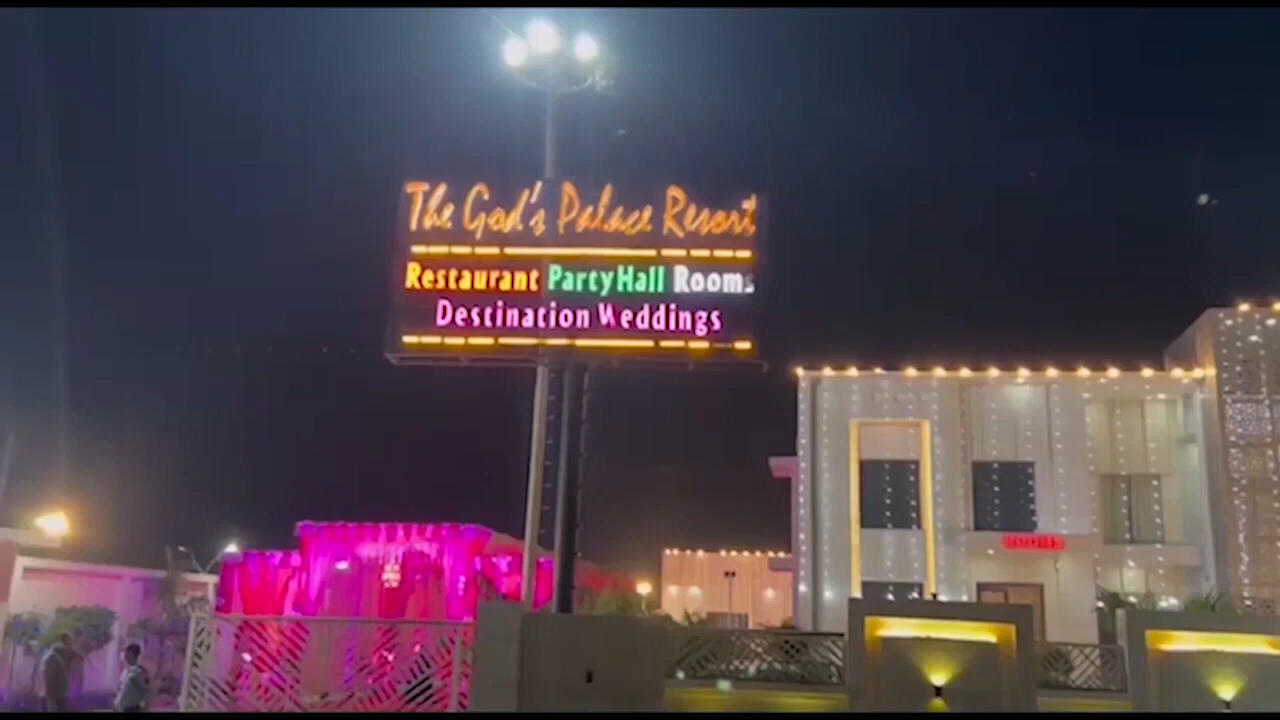 The God's Palace Resort
Restaurant PartyHall Rooms
Destination Weddings